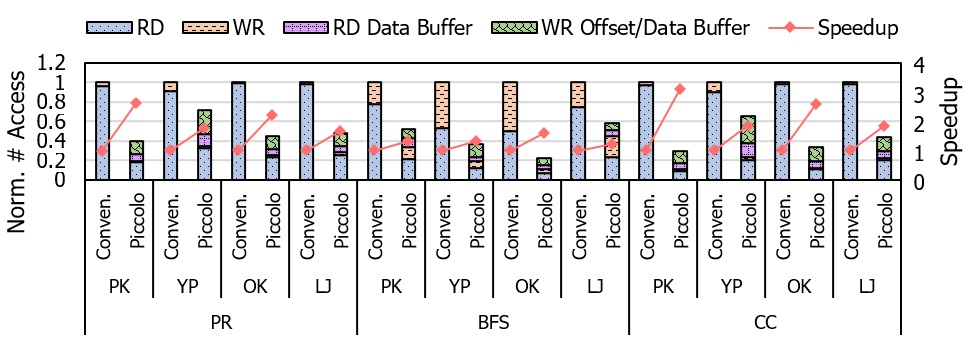 RD WR RD Data Buffer WR Offset/Data Buffer Speedup
Norm. # Access
1.2
1
0.8
0.6
0.4
0.2
0
4
3
2
1
0
Speedup
Conven. Piccolo Conven. Piccolo Conven. Piccolo Conven. Piccolo Conven. Piccolo Conven. Piccolo Conven. Piccolo Conven. Piccolo Conven. Piccolo Conven. Piccolo Conven. Piccolo Conven. Piccolo
PK YP OK LJ PK YP OK LJ PK YP OK LJ
PR BFS CC